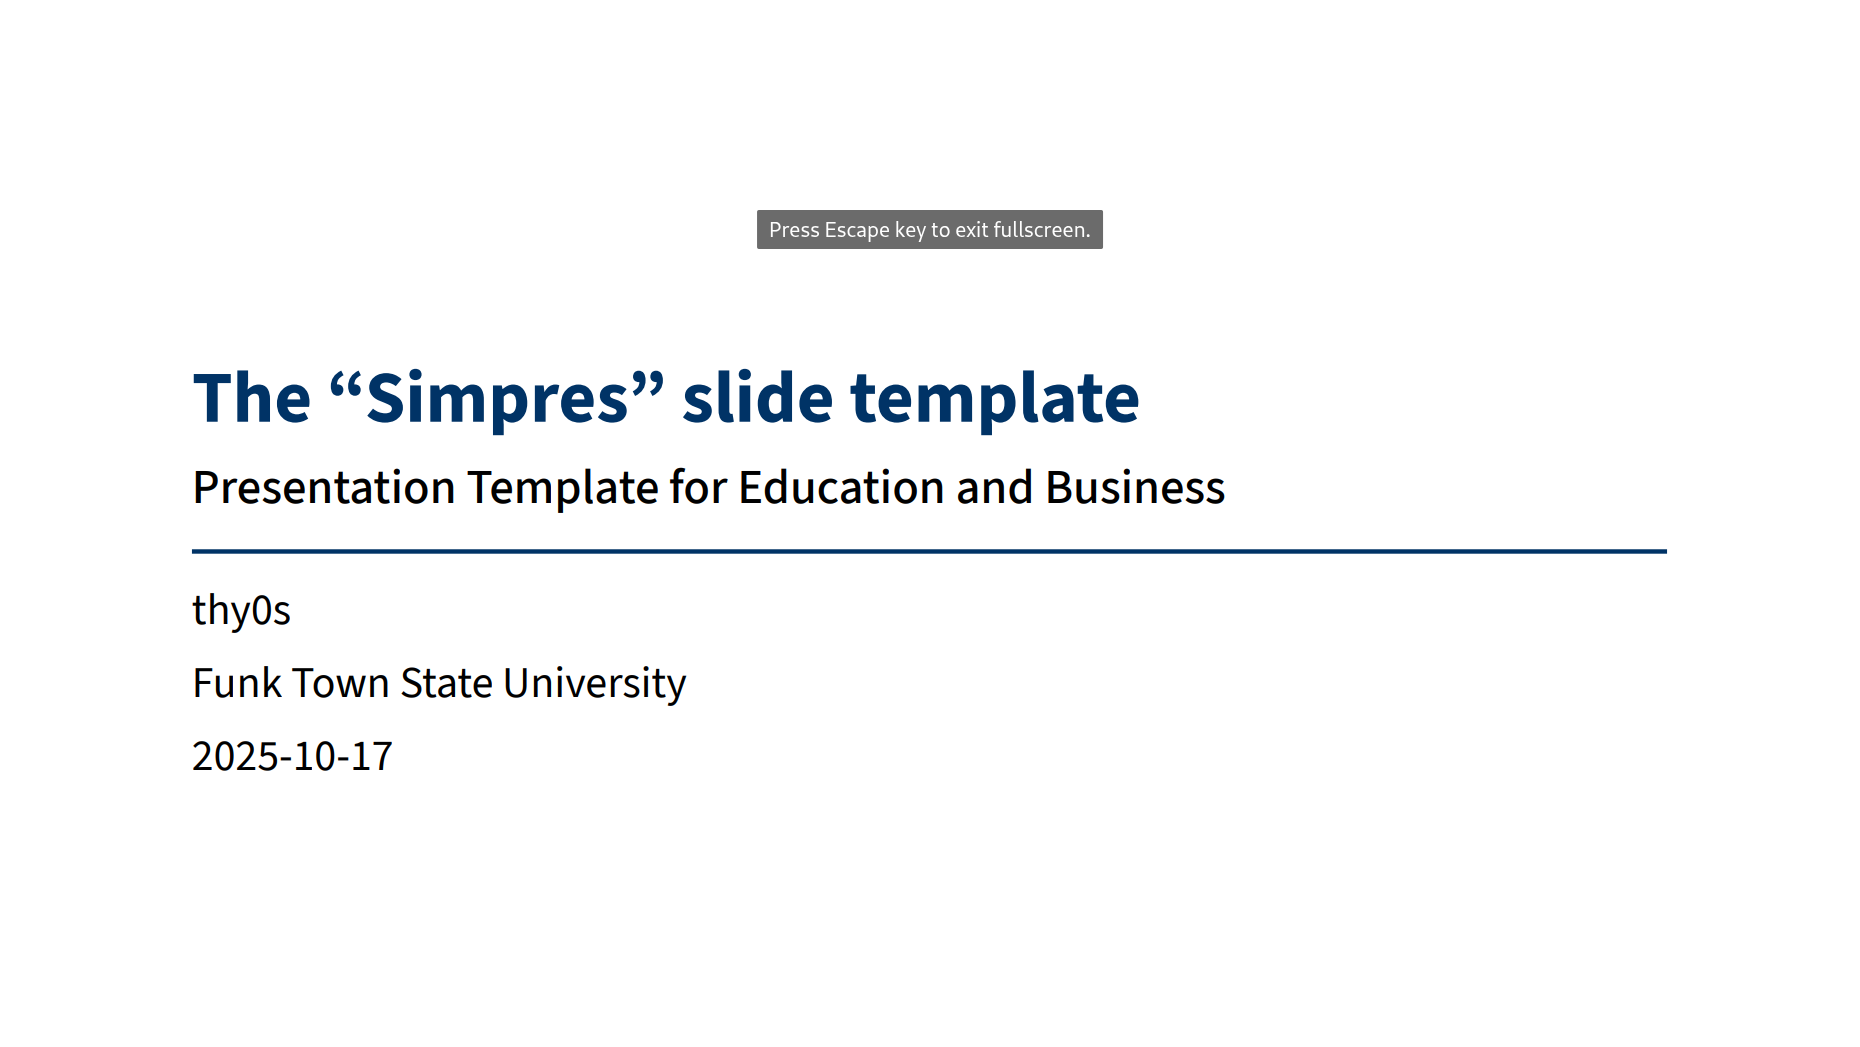 Press Escape key to exit fullscreen.
The “Simpres” slide template
Presentation Template for Education and Business
thy0s
Funk Town State University
2025-10-17